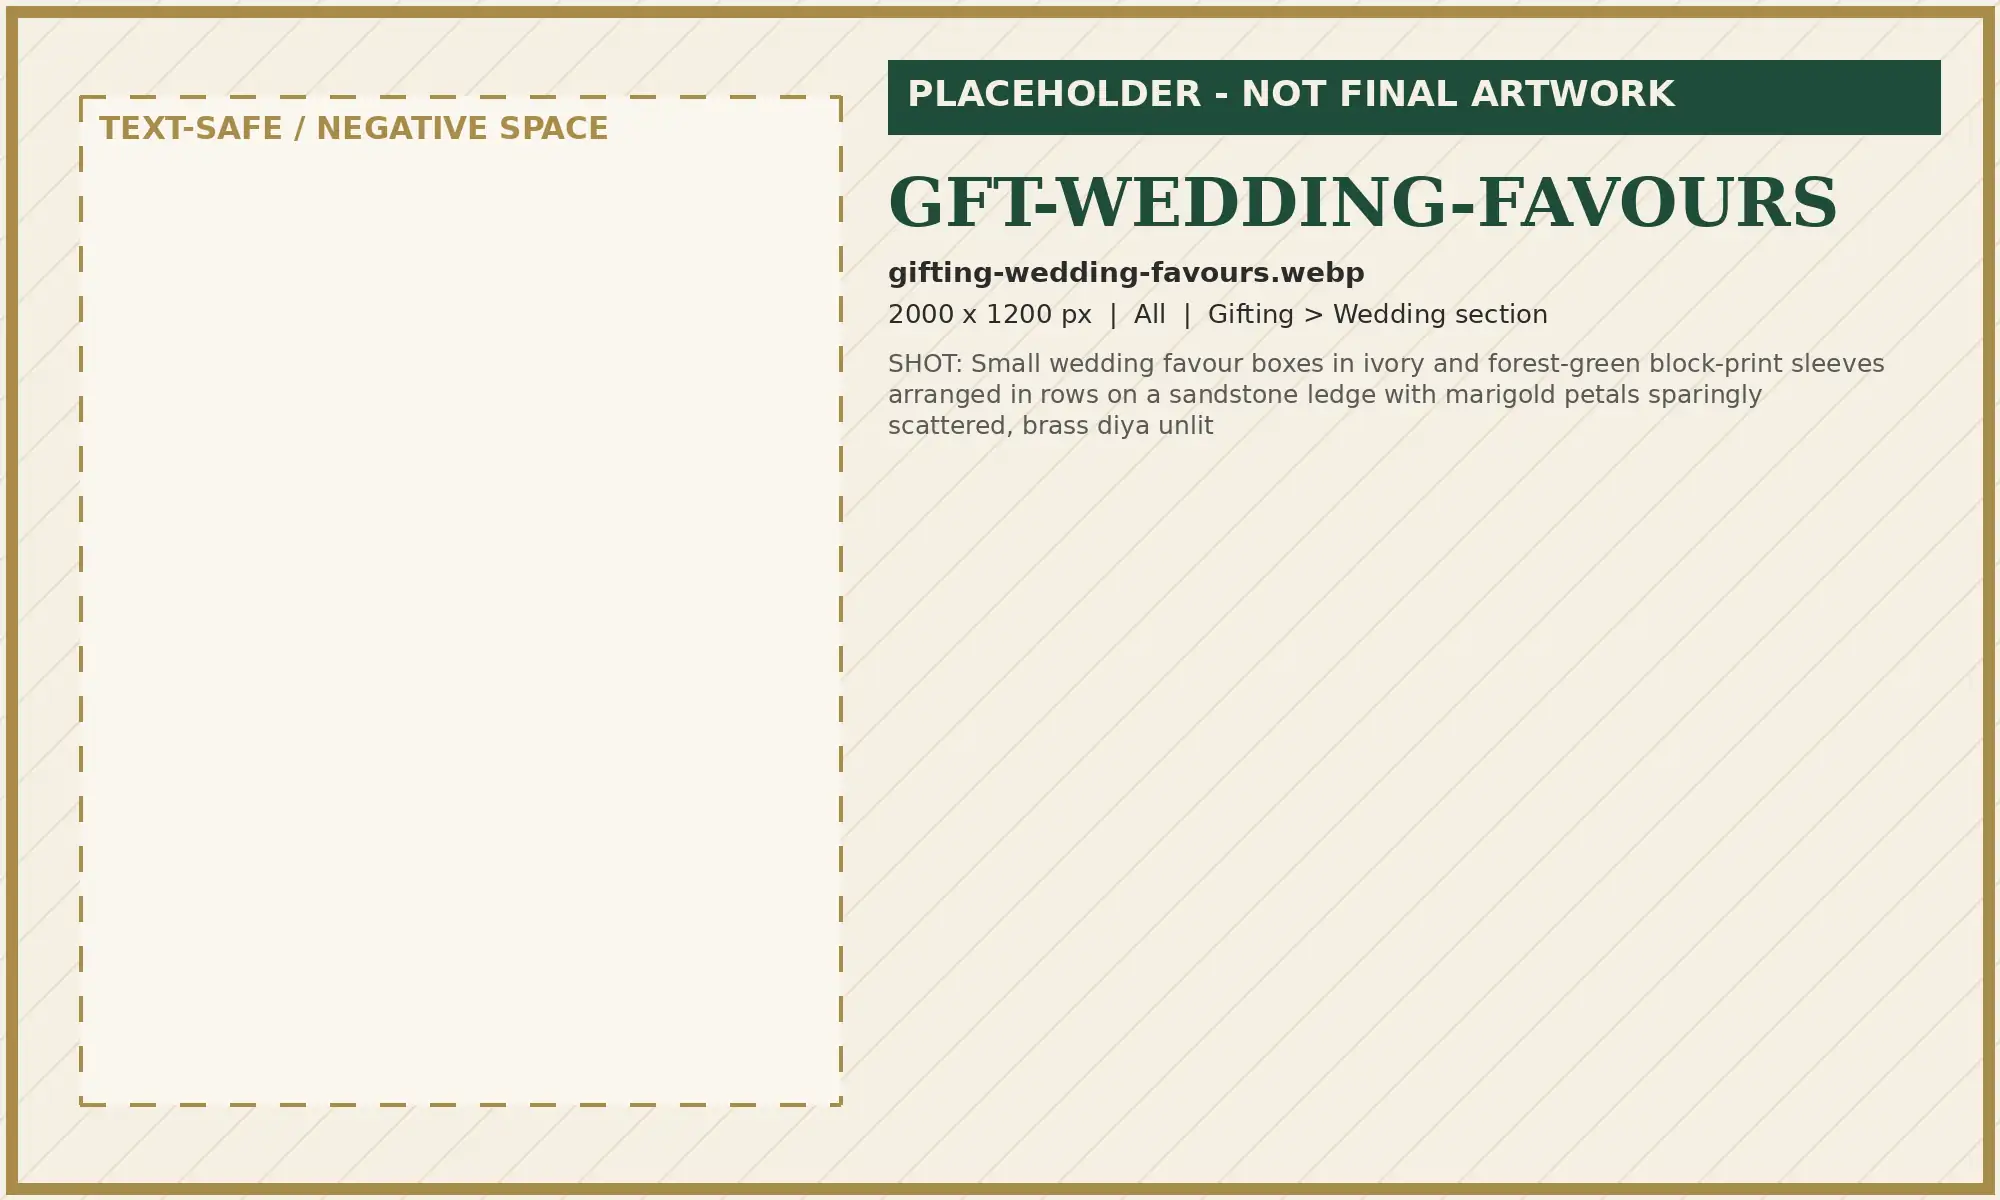 TEXT-SAFE / NEGATIVE SPACE
PLACEHOLDER - NOT FINAL ARTWORK
GFT-WEDDING-FAVOURS
gifting-wedding-favours.webp
2000 x 1200 px | All | Gifting > Wedding section
SHOT: Small wedding favour boxes in ivory and forest-green block-print sleeves
arranged in rows on a sandstone ledge with marigold petals sparingly
scattered, brass diya unlit